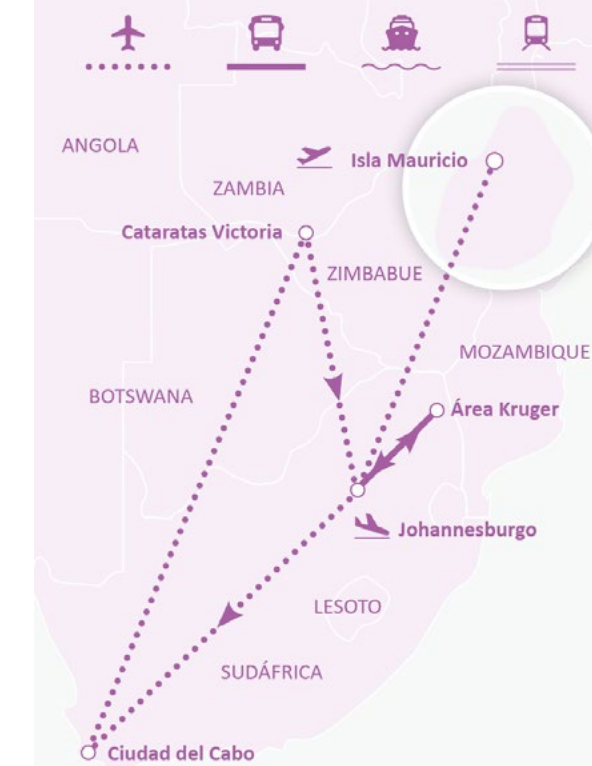 ANGOLA
Isla Mauricio
ZAMBIA
Cataratas Victoria
ZIMBABUE
MOZAMBIQUE
BOTSWANA
Área Kruger
Johannesburgo
LESOTO
SUDÁFRICA
Ciudad del Cabo